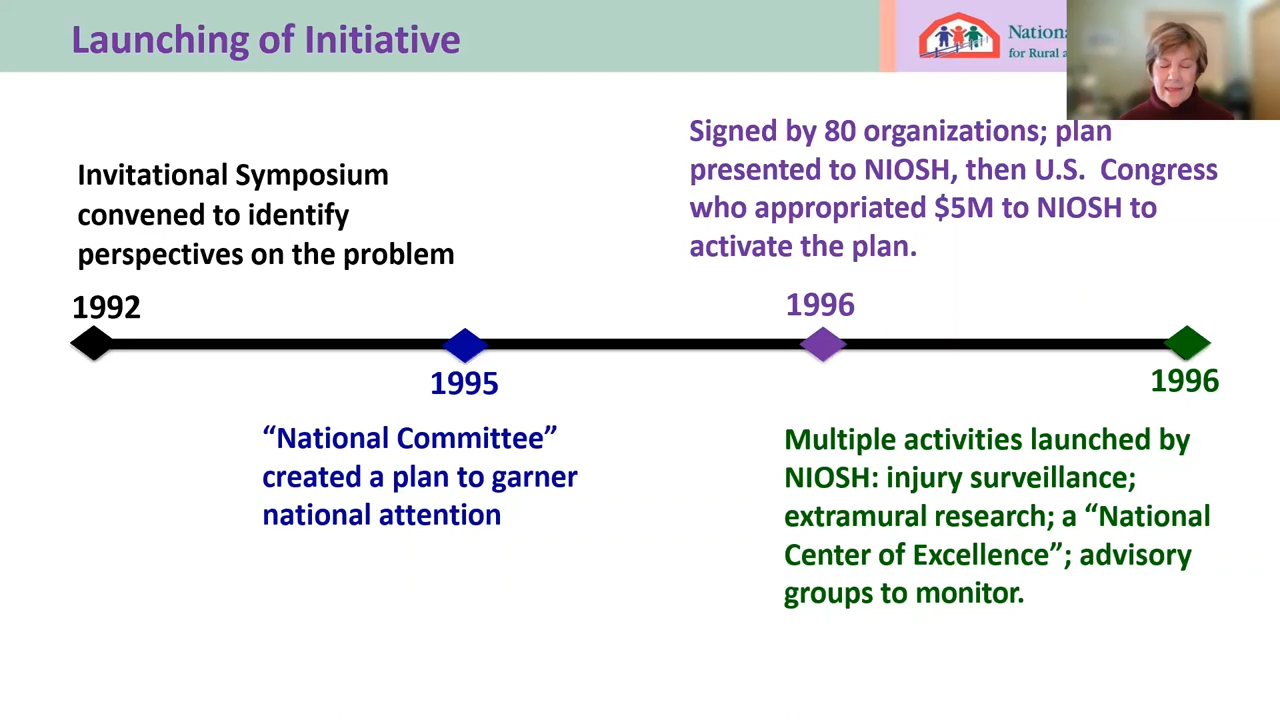 Launching of Initiative
for Rural
Signed by 80 organizations; plan
presented to NIOSH, then U.S. Congress
who appropriated $5M to NIOSH to
activate the plan.
Invitational Symposium
convened to identify
perspectives on the problem
1992
1996
1995
1996
“National Committee”
created a plan to garner
national attention
Multiple activities launched by
NIOSH: injury surveillance;
extramural research; a “National
Center of Excellence”; advisory
groups to monitor.